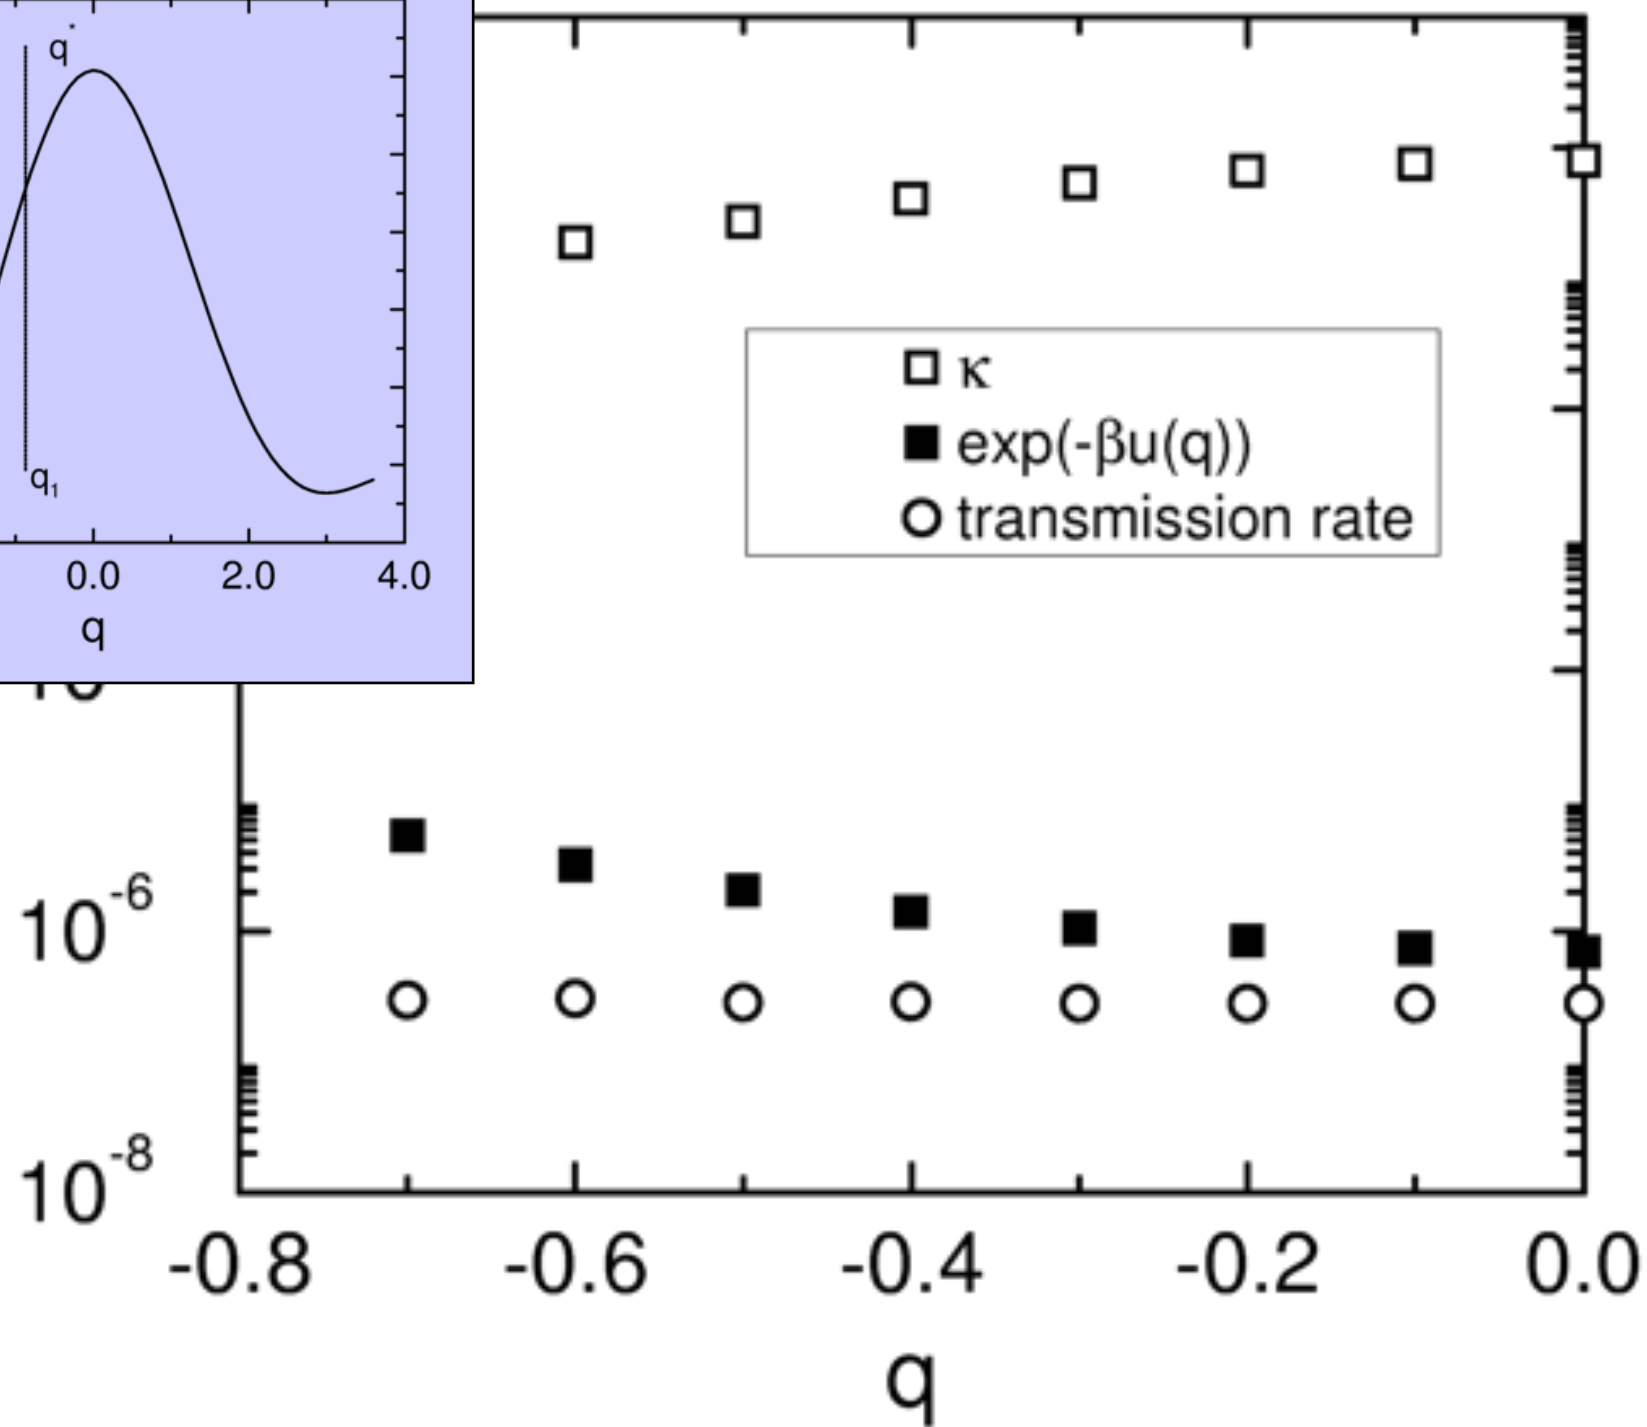 q*
q1
0.0 2.0 4.0
q
κ
exp(-βu(q))
transmission rate
10-6
10-8
-0.8 -0.6 -0.4 -0.2 0.0
q